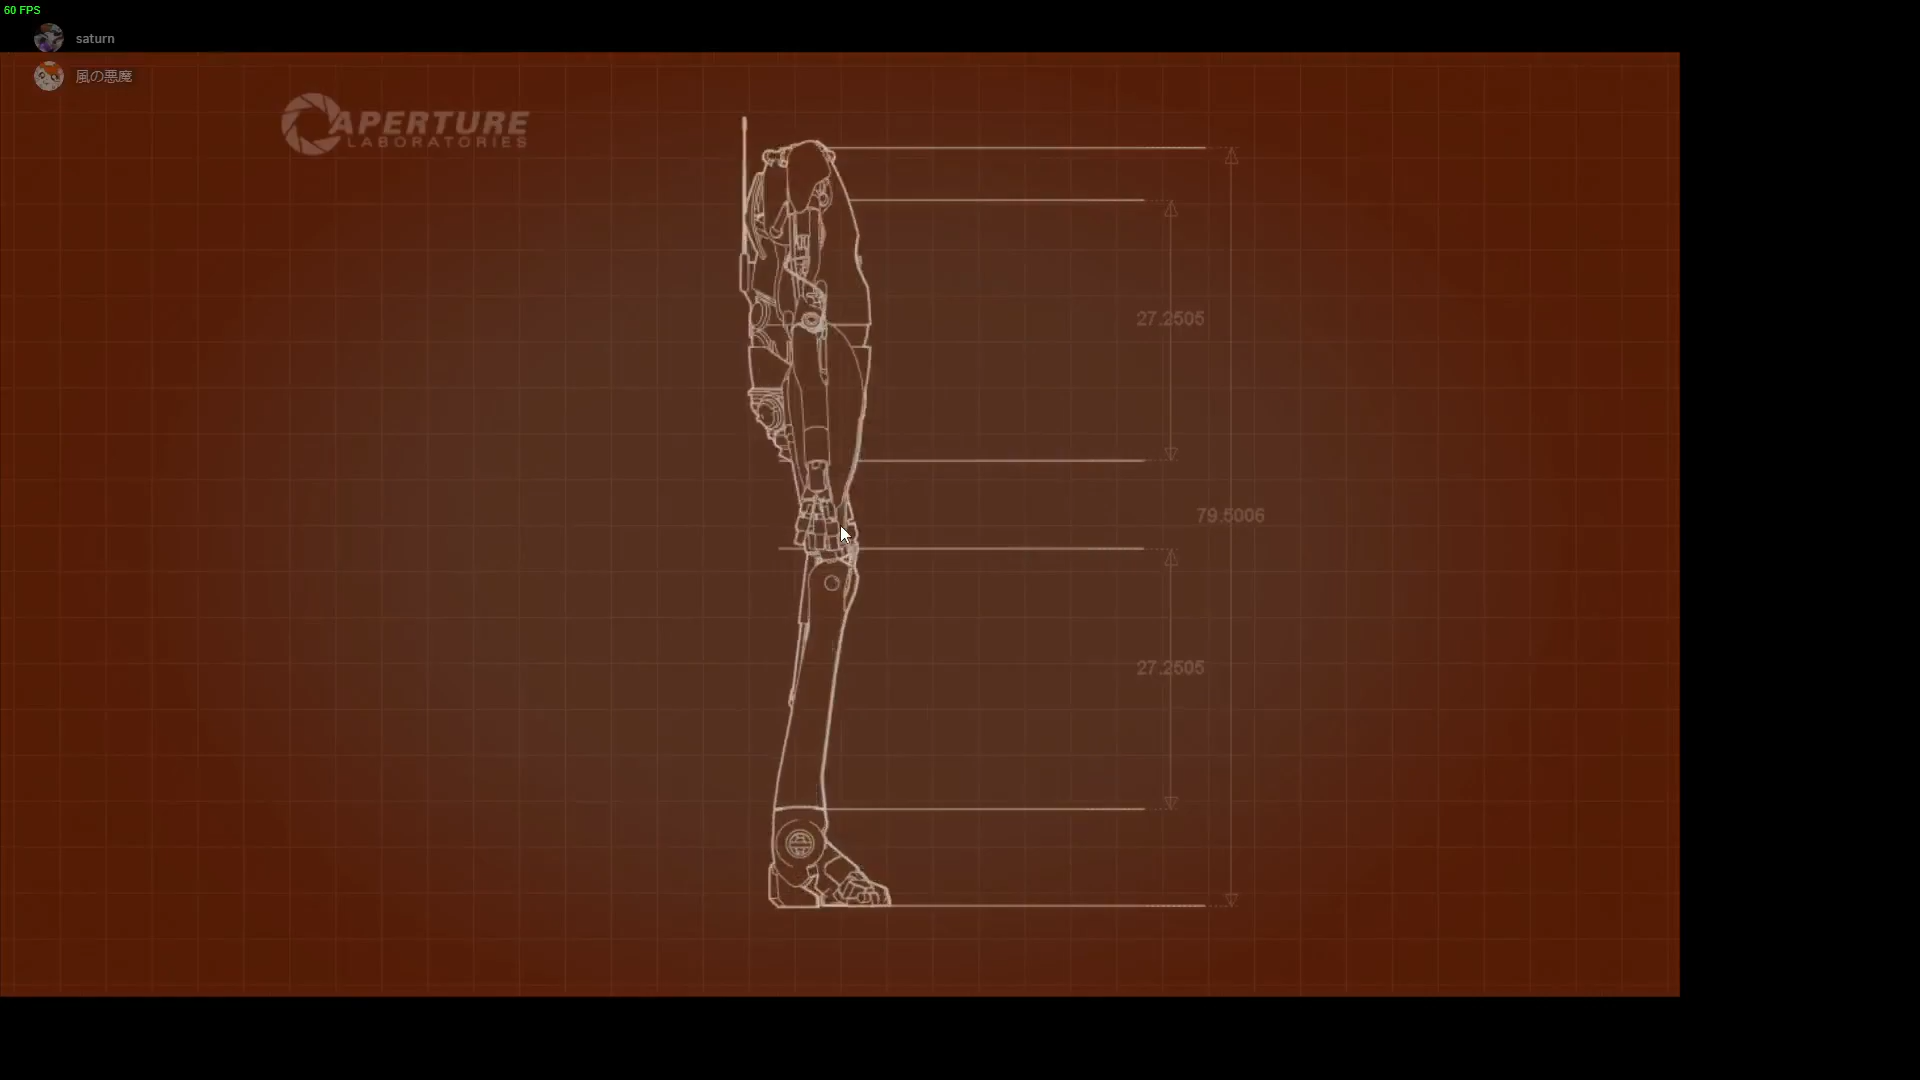 60 FPS
saturn
風の悪魔
APERTURE
LABORATORIES
27.2505
79.5006
27.2505